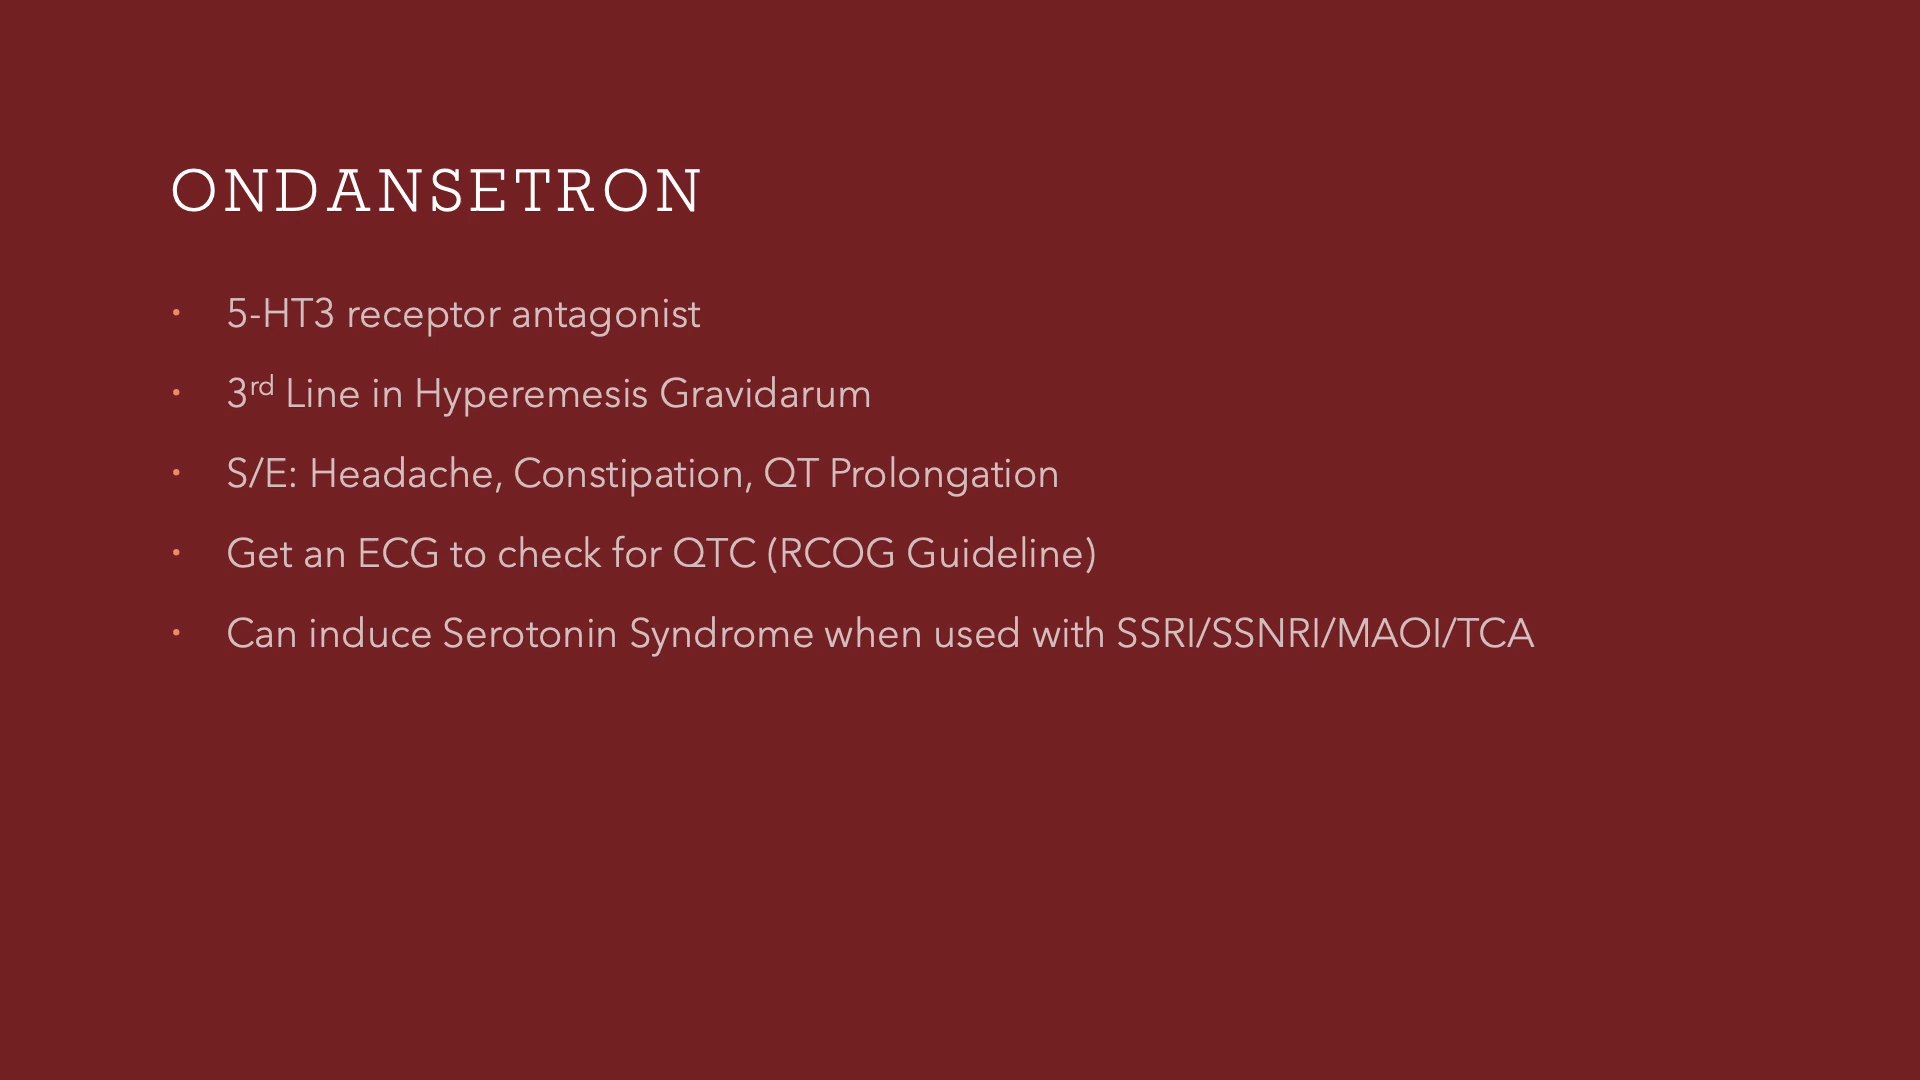 ONDANSETRON
• 5-HT3 receptor antagonist
• 3rd Line in Hyperemesis Gravidarum
• S/E: Headache, Constipation, QT Prolongation
• Get an ECG to check for QTC (RCOG Guideline)
• Can induce Serotonin Syndrome when used with SSRI/SSNRI/MAOI/TCA